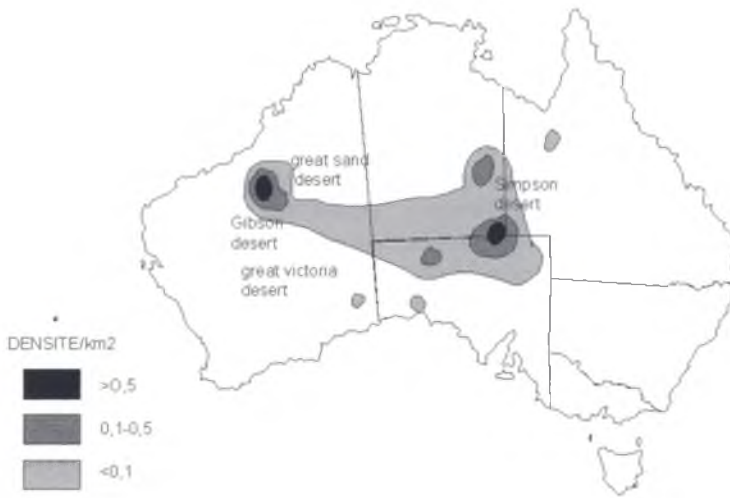 great sand
desert
Simpson
desert
Gibson
desert
great victoria
desert
DENSITE/km2
>0,5
0,1-0,5
<0,1